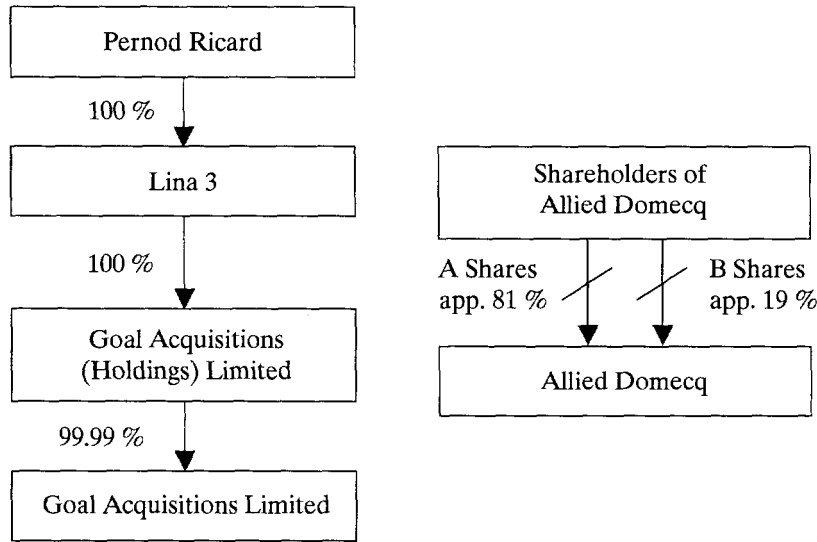 Pernod Ricard
100 %
Lina 3
100 %
Goal Acquisitions
(Holdings) Limited
99.99 %
Goal Acquisitions Limited
Shareholders of
Allied Domecq
A Shares
app. 81 %
B Shares
app. 19 %
Allied Domecq